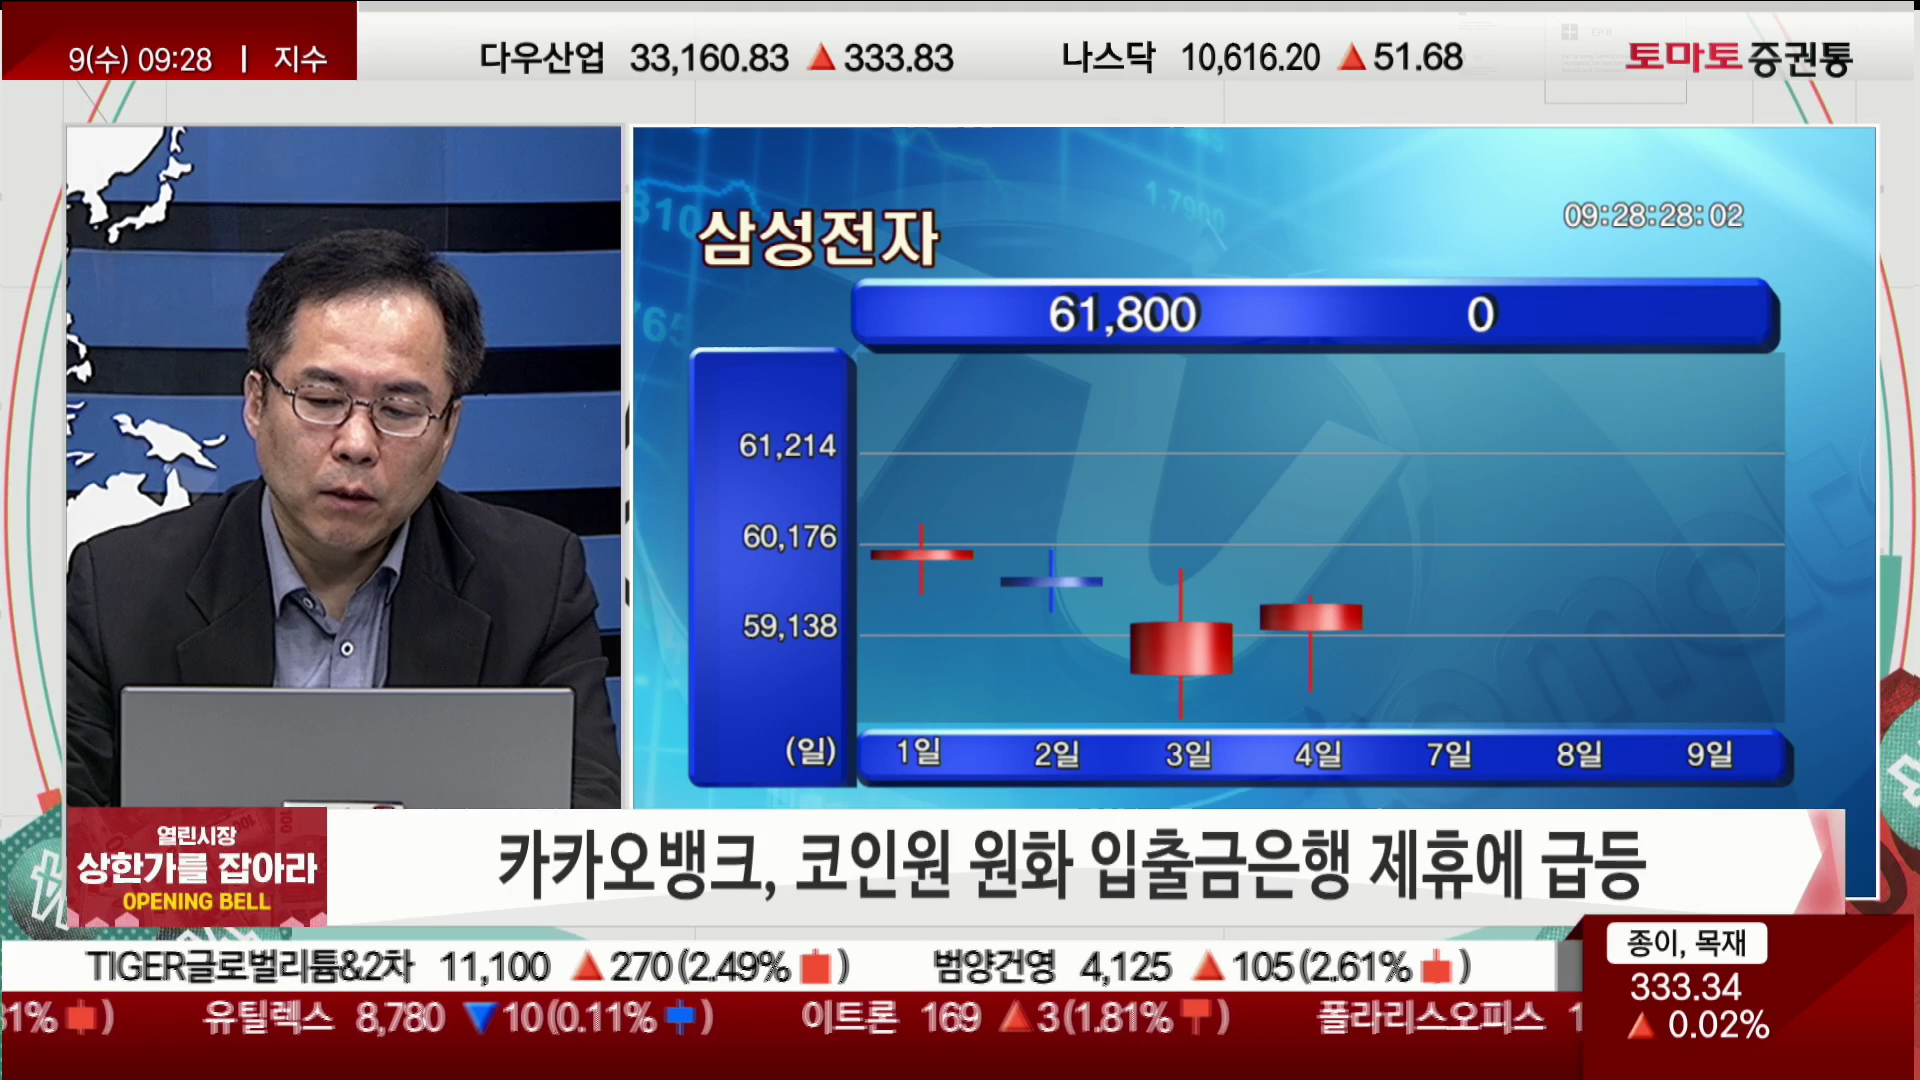 9(수) 09:28 | 지수
다우산업 33,160.83 ▲ 333.83 나스닥 10,616.20 ▲ 51.68
토마토증권통
삼성전자
09:28:28:02
61,800 0
61,214
60,176
59,138
(일) 1일 2일 3일 4일 7일 8일 9일
열린시장
상한가를 잡아라
OPENING BELL
카카오뱅크, 코인원 원화 입출금은행 제휴에 급등
TIGER글로벌리튬&2차 11,100 ▲ 270(2.49% ) 범양건영 4,125 ▲ 105(2.61% )
31% ) 유틸렉스 8,780 ▼ 10(0.11% ) 이트론 169 ▲ 3(1.81% ) 폴라리스오피스 1
종이, 목재
333.34
▲ 0.02%